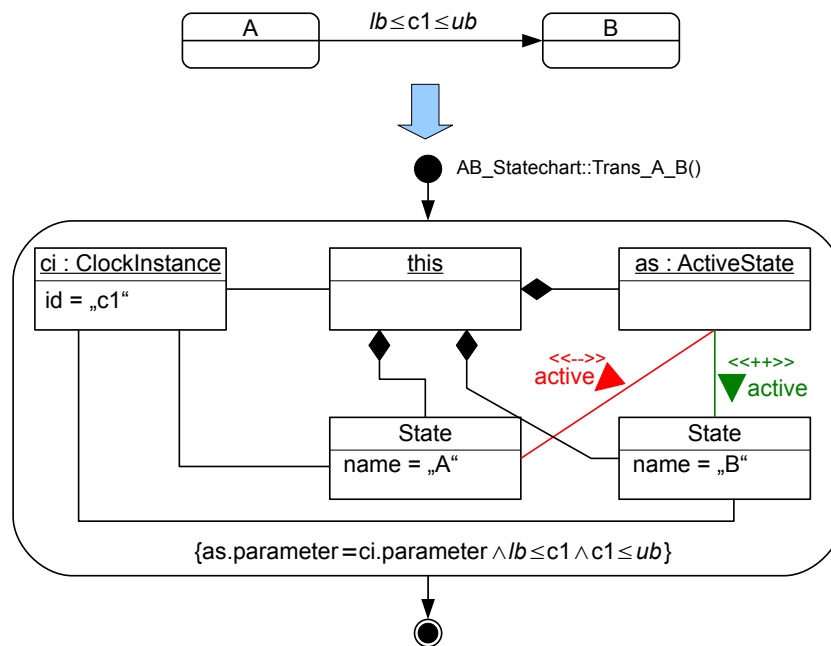 A
lb≤c1≤ub
B
AB_Statechart::Trans_A_B()
ci : ClockInstance
id = „c1“
this
as : ActiveState
<<-->>
active
<<++>>
active
State
name = „A“
State
name = „B“
{as.parameter=ci.parameter ∧lb≤c1∧c1≤ub}